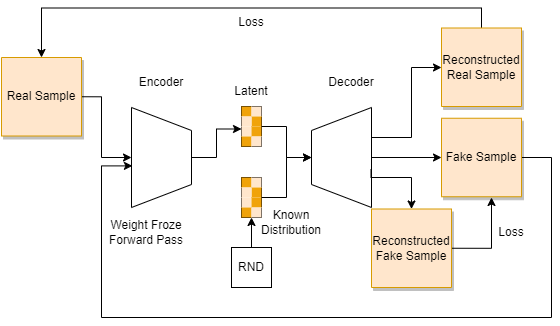 Loss
Reconstructed
Real Sample
Encoder
Decoder
Latent
Real Sample
Fake Sample
Weight Froze
Forward Pass
Known
Distribution
Loss
Reconstructed
Fake Sample
RND